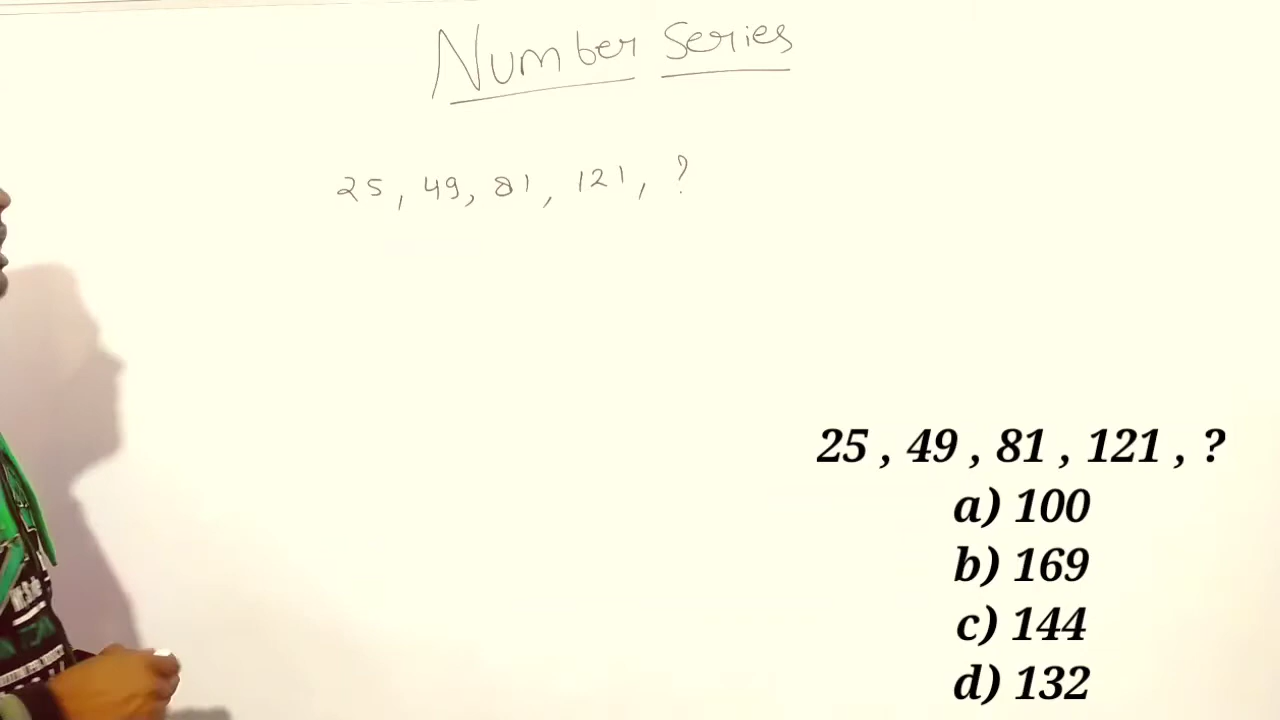 Number Series
25, 49, 81, 121, ?
25 , 49 , 81 , 121 , ?
a) 100
b) 169
c) 144
d) 132